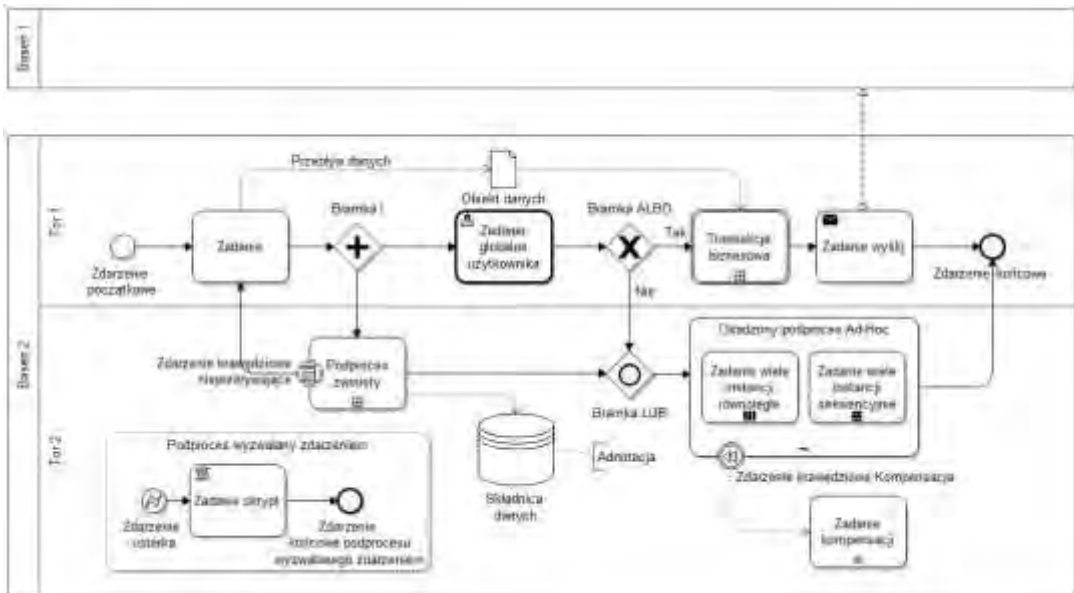 Basen 1
Basen 2
Tor 1
Przepływ danych
Obiekt danych
Bramka I
Bramka ALBO
Zadanie
Zadanie
globalne
użytkownika
Tak
Transakcja
biznesowa
Zadanie wyślij
Zdarzenie
początkowe
Zdarzenie końcowe
Nie
Tor 2
Zdarzenie krawędziowe
nieprzerywające
Podproces
zwinięty
Bramka LUB
Osadzony podproces Ad-Hoc
Zadanie wiele
instancji
równoległe
Zadanie wiele
instancji
sekwencyjne
Podproces wyzwalany zdarzeniem
Zadanie skrypt
Zdarzenie
usterka
Zdarzenie
końcowe podprocesu
wyzwalanego zdarzeniem
Składnica
danych
Adnotacja
Zdarzenie krawędziowe Kompensacja
Zadanie
kompensacji